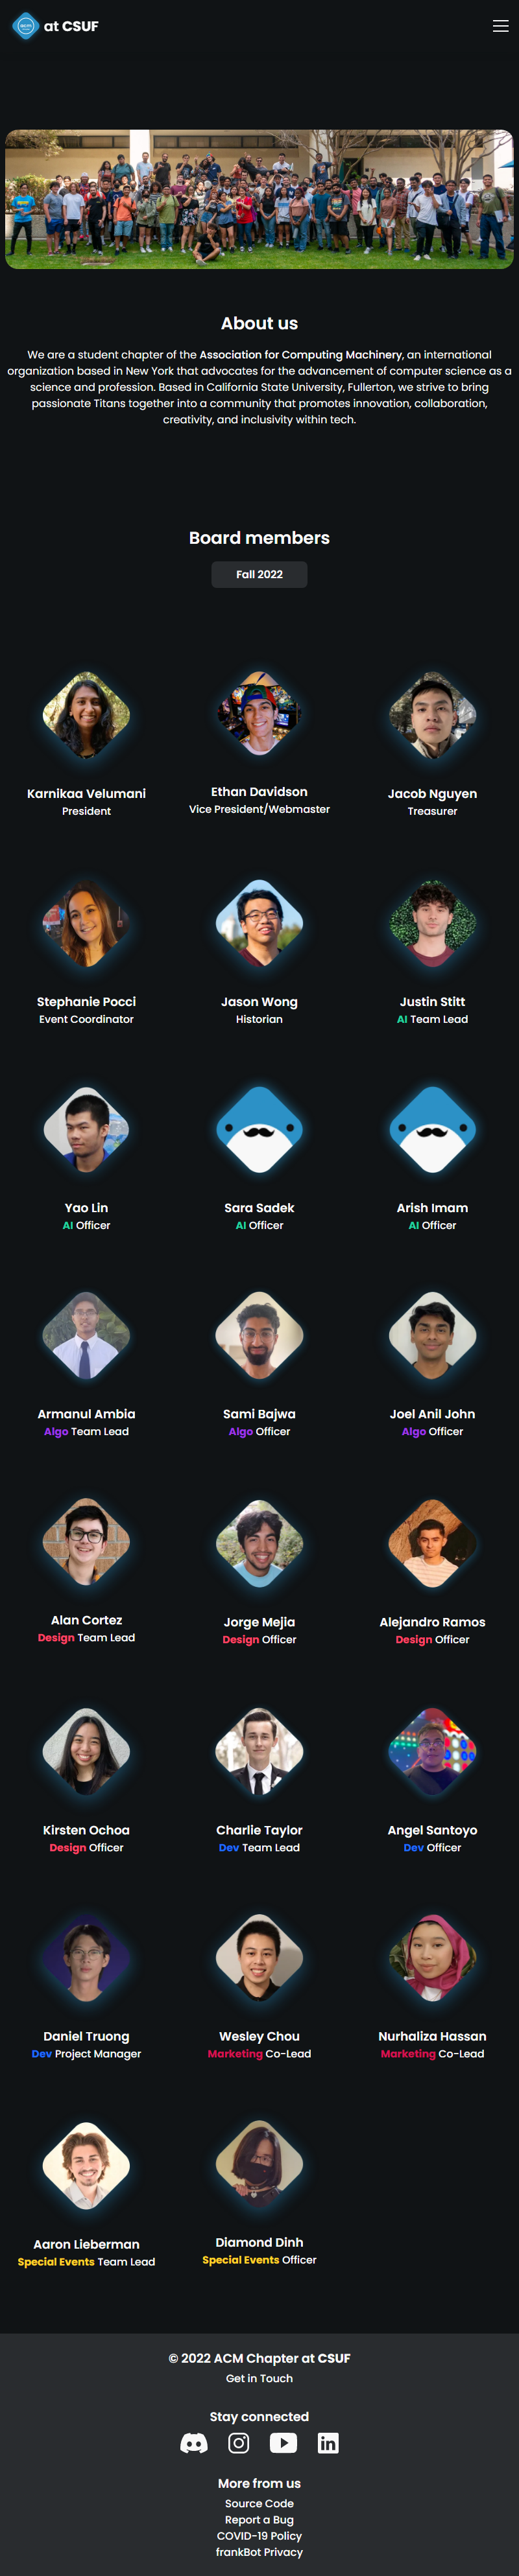 acm
at CSUF
About us
We are a student chapter of the Association for Computing Machinery, an international
organization based in New York that advocates for the advancement of computer science as a
science and profession. Based in California State University, Fullerton, we strive to bring
passionate Titans together into a community that promotes innovation, collaboration,
creativity, and inclusivity within tech.
Board members
Fall 2022
Karnikaa Velumani
President
Ethan Davidson
Vice President/Webmaster
Jacob Nguyen
Treasurer
Stephanie Pocci
Event Coordinator
Jason Wong
Historian
Justin Stitt
AI Team Lead
Yao Lin
AI Officer
Sara Sadek
AI Officer
Arish Imam
AI Officer
Armanul Ambia
Algo Team Lead
Sami Bajwa
Algo Officer
Joel Anil John
Algo Officer
Alan Cortez
Design Team Lead
Jorge Mejia
Design Officer
Alejandro Ramos
Design Officer
Kirsten Ochoa
Design Officer
Charlie Taylor
Dev Team Lead
Angel Santoyo
Dev Officer
Daniel Truong
Dev Project Manager
Wesley Chou
Marketing Co-Lead
Nurhaliza Hassan
Marketing Co-Lead
Aaron Lieberman
Special Events Team Lead
Diamond Dinh
Special Events Officer
© 2022 ACM Chapter at CSUF
Get in Touch
Stay connected
in
More from us
Source Code
Report a Bug
COVID-19 Policy
frankBot Privacy